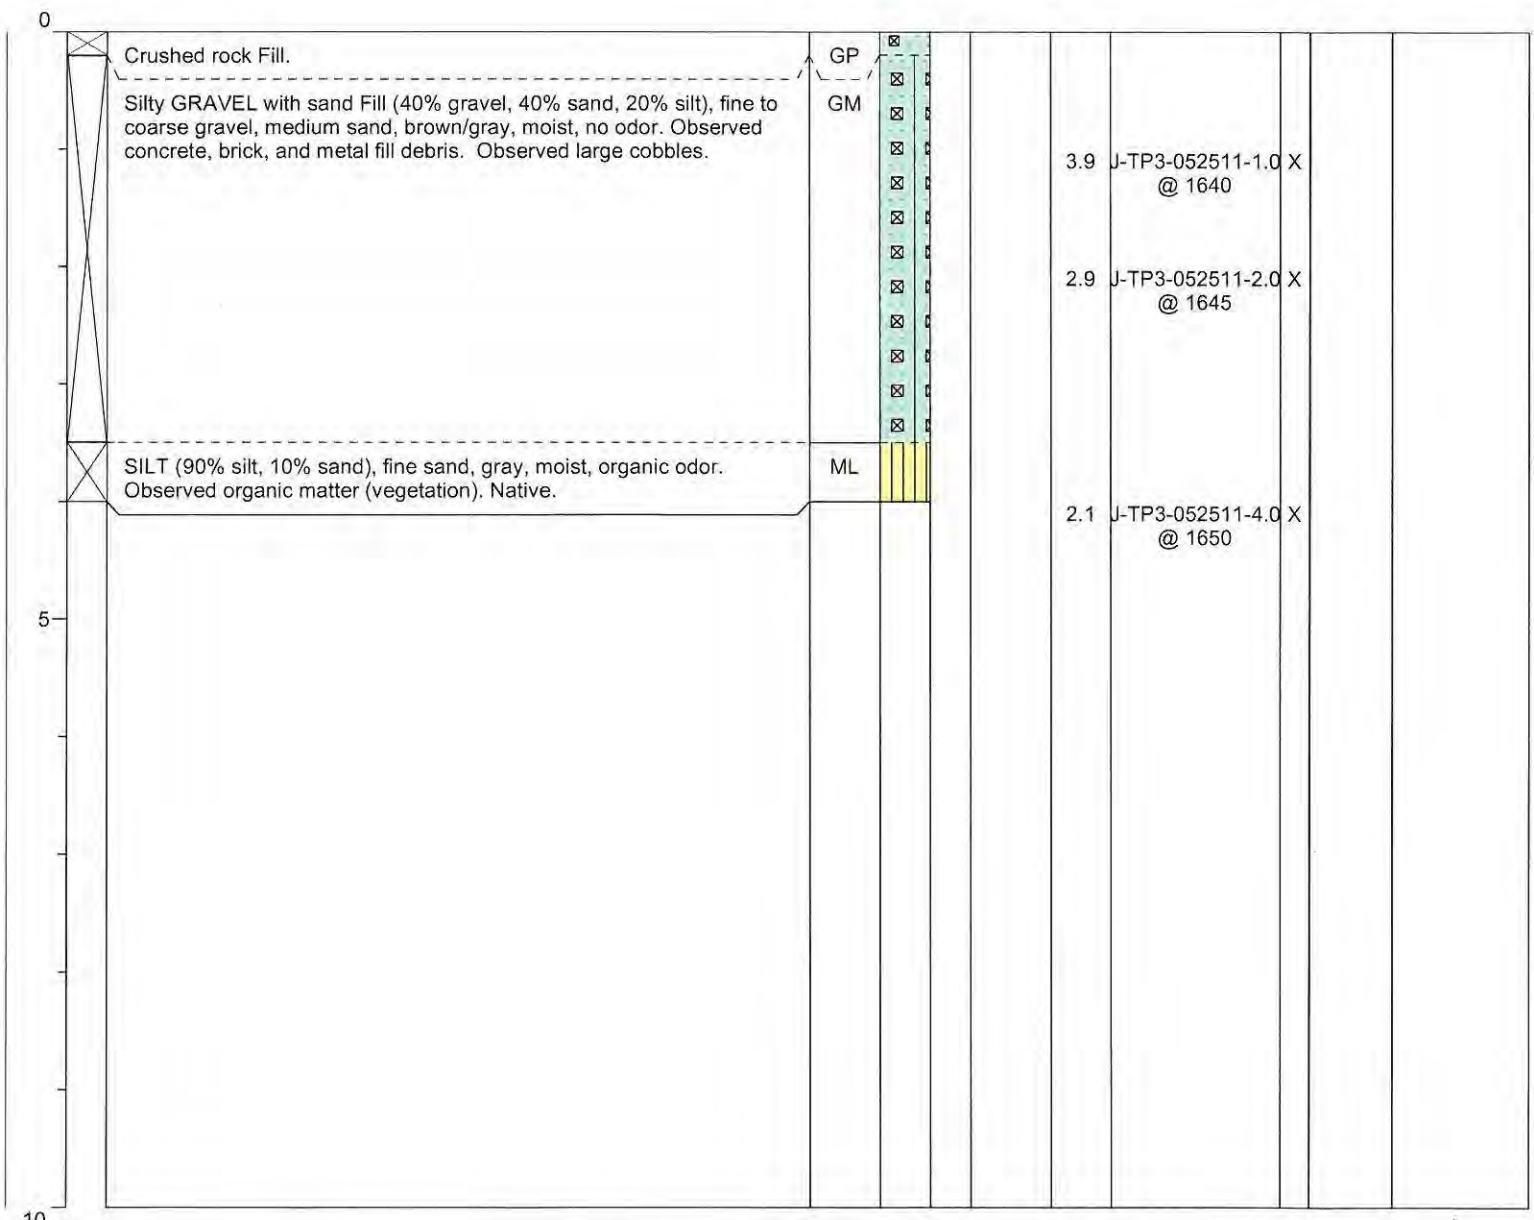 0
Crushed rock Fill.
GP
Silty GRAVEL with sand Fill (40% gravel, 40% sand, 20% silt), fine to
coarse gravel, medium sand, brown/gray, moist, no odor. Observed
concrete, brick, and metal fill debris. Observed large cobbles.
GM
3.9 J-TP3-052511-1.0 X
@ 1640
2.9 J-TP3-052511-2.0 X
@ 1645
SILT (90% silt, 10% sand), fine sand, gray, moist, organic odor.
Observed organic matter (vegetation). Native.
ML
2.1 J-TP3-052511-4.0 X
@ 1650
5
10